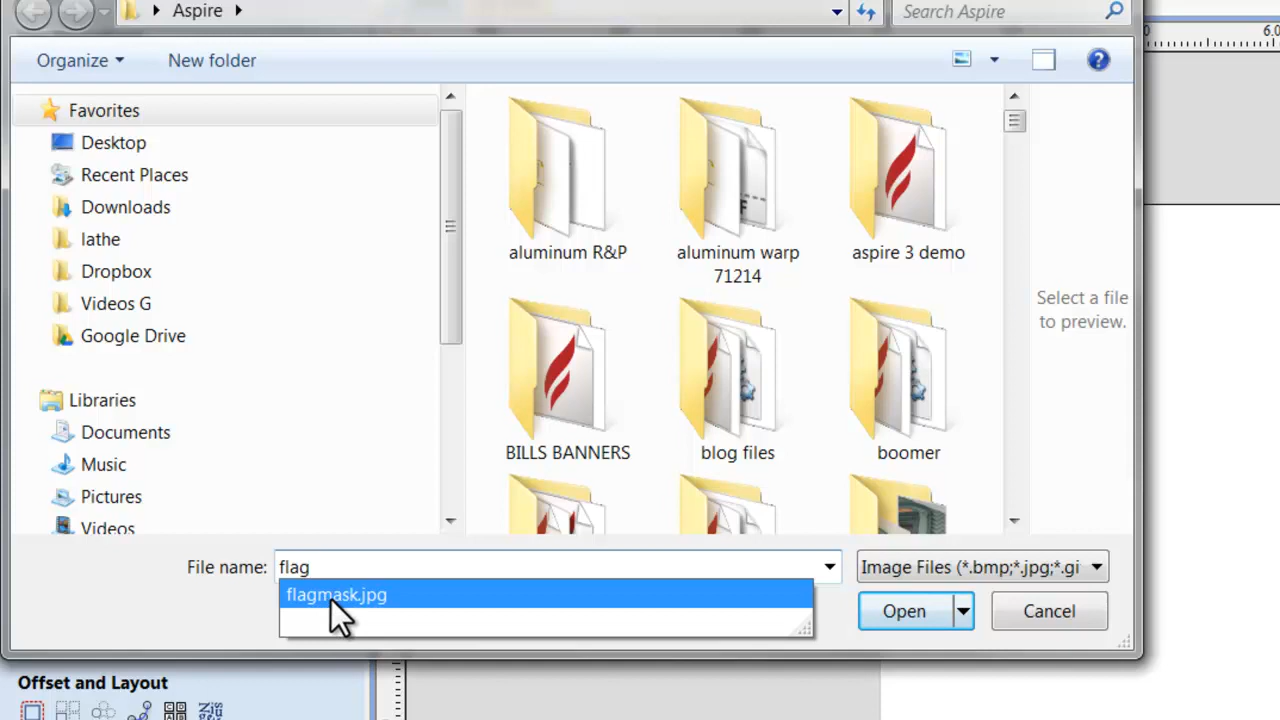 Aspire
Search Aspire
6.0
Organize
New folder
Favorites
Desktop
Recent Places
Downloads
lathe
Dropbox
Videos G
Google Drive
Libraries
Documents
Music
Pictures
Videos
aluminum R&P
aluminum warp
71214
aspire 3 demo
BILLS BANNERS
blog files
boomer
Select a file
to preview.
File name:
flag
Image Files (*.bmp;*.jpg;*.gi
flagmask.jpg
Open
Cancel
Offset and Layout